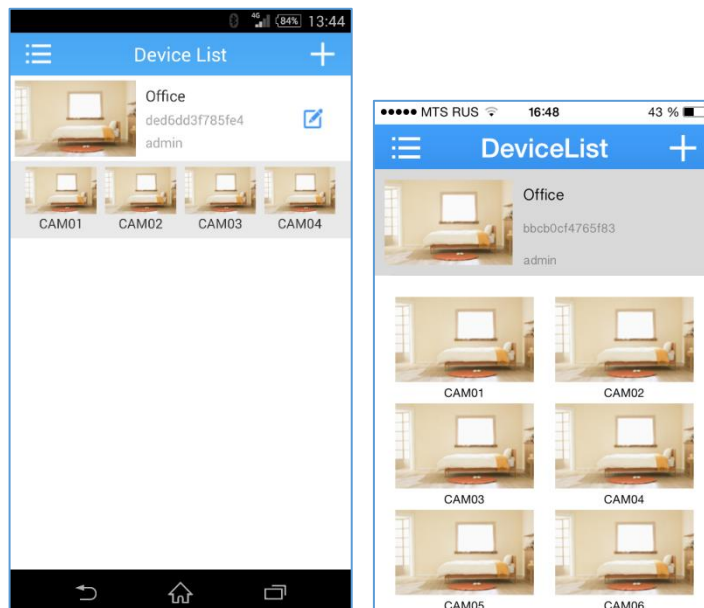 4G 84% 13:44
Device List
Office
ded6dd3f785fe4
admin
CAM01 CAM02 CAM03 CAM04
MTS RUS 16:48 43 %
DeviceList
Office
bbcb0cf4765f83
admin
CAM01 CAM02
CAM03 CAM04
CAM05 CAM06